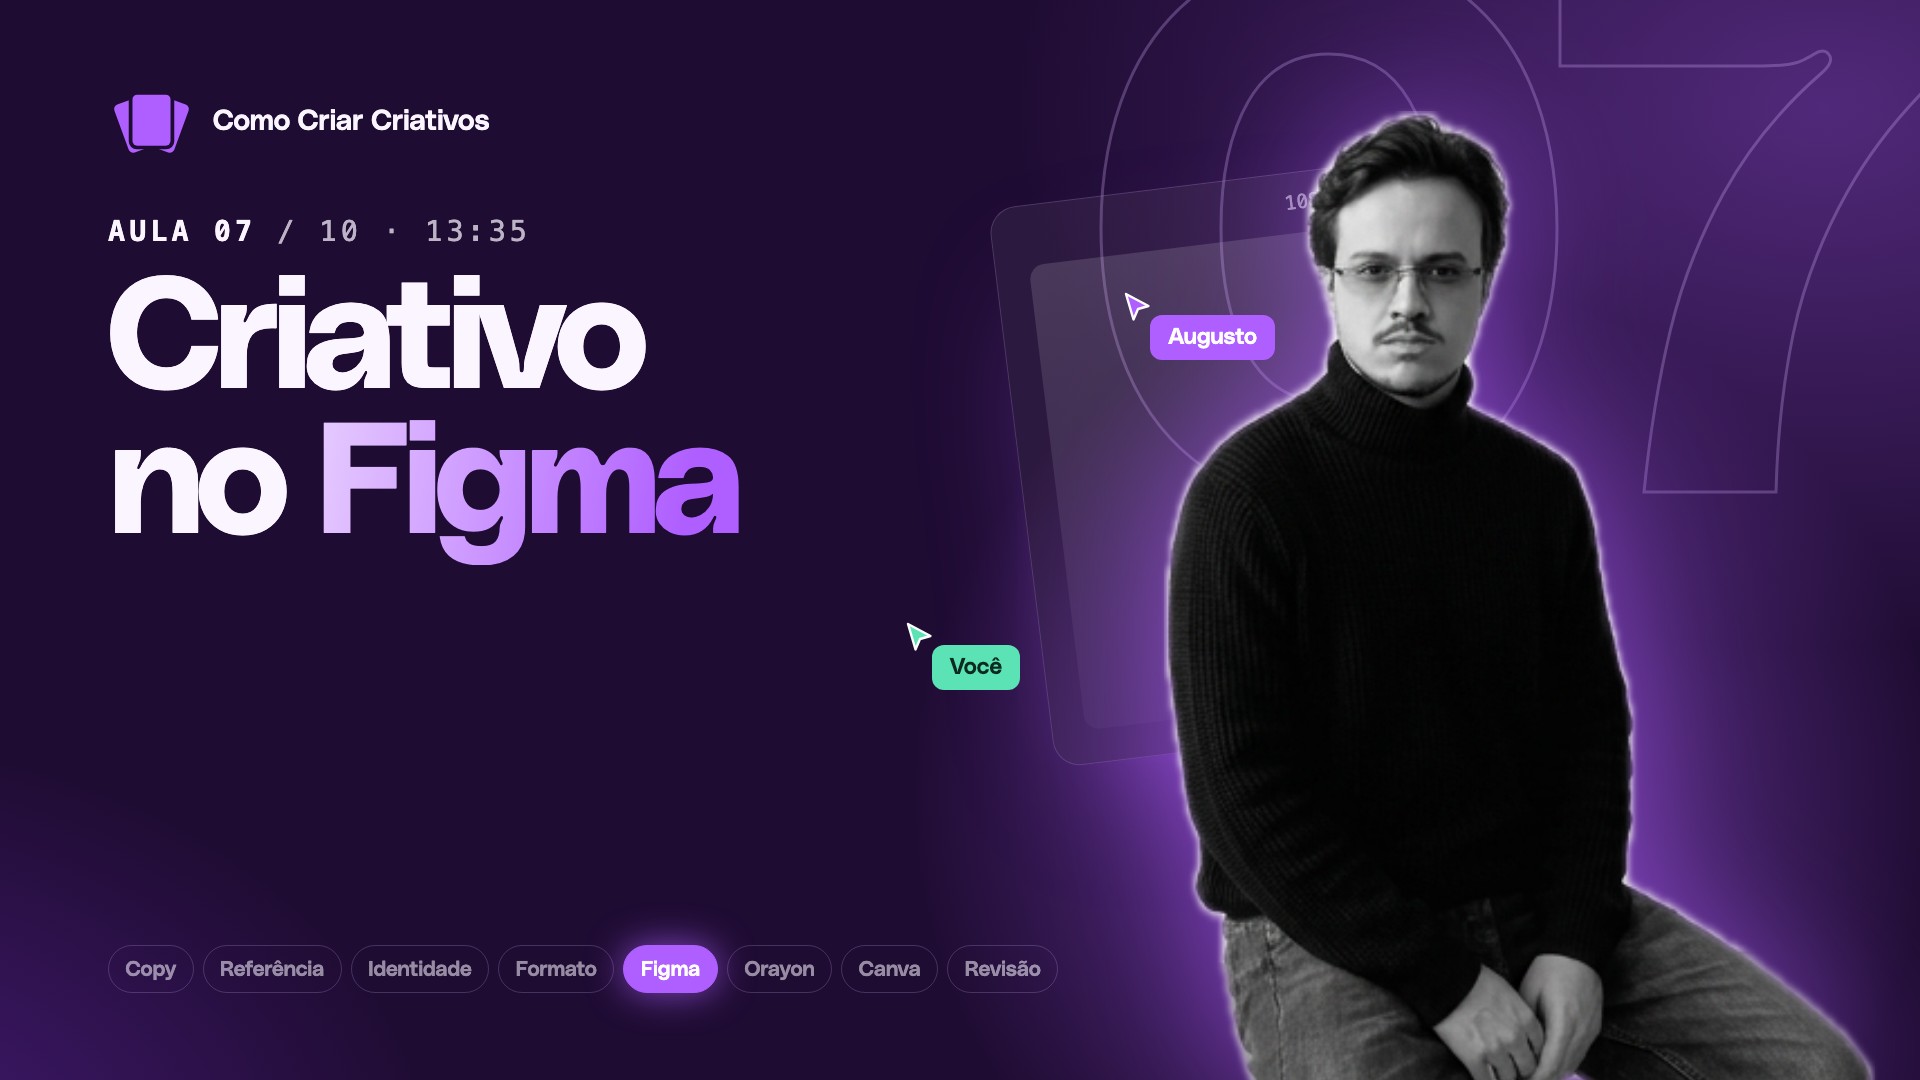 Como Criar Criativos
AULA 07 / 10 · 13:35
Criativo
no Figma
07
Augusto
Você
Copy
Referência
Identidade
Formato
Figma
Orayon
Canva
Revisão